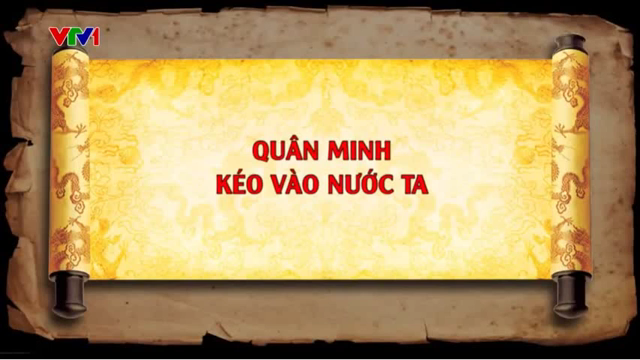 VTV1
QUÂN MINH
KÉO VÀO NƯỚC TA